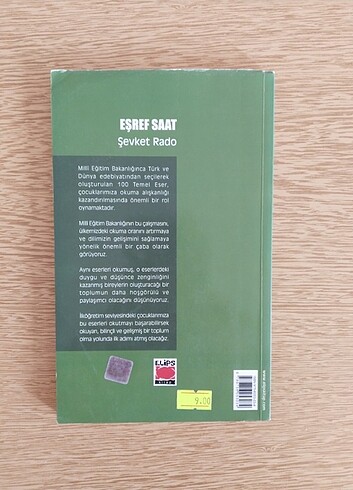 EŞREF SAAT
Şevket Rado
Milli Eğitim Bakanlığınca Türk ve
Dünya edebiyatından seçilerek
oluşturulan 100 Temel Eser,
çocuklarımıza okuma alışkanlığı
kazandırılmasında önemli bir rol
oynamaktadır.
Milli Eğitim Bakanlığının bu çalışmasını,
ülkemizdeki okuma oranını artırmaya
ve dilimizin gelişimini sağlamaya
yönelik önemli bir çaba olarak
görüyoruz.
Aynı eserleri okumuş, o eserlerdeki
duygu ve düşünce zenginliğini
kazanmış bireylerin oluşturacağı bir
toplumun daha hoşgörülü ve
paylaşımcı olacağını düşünüyoruz.
İlköğretim seviyesindeki çocuklarımıza
bu eserleri okutmayı başarabilirsek
okuyan, bilinçli ve gelişmiş bir toplum
olma yolunda ilk adımı atmış olacağız.
ELİPS
KİTAP
9.00